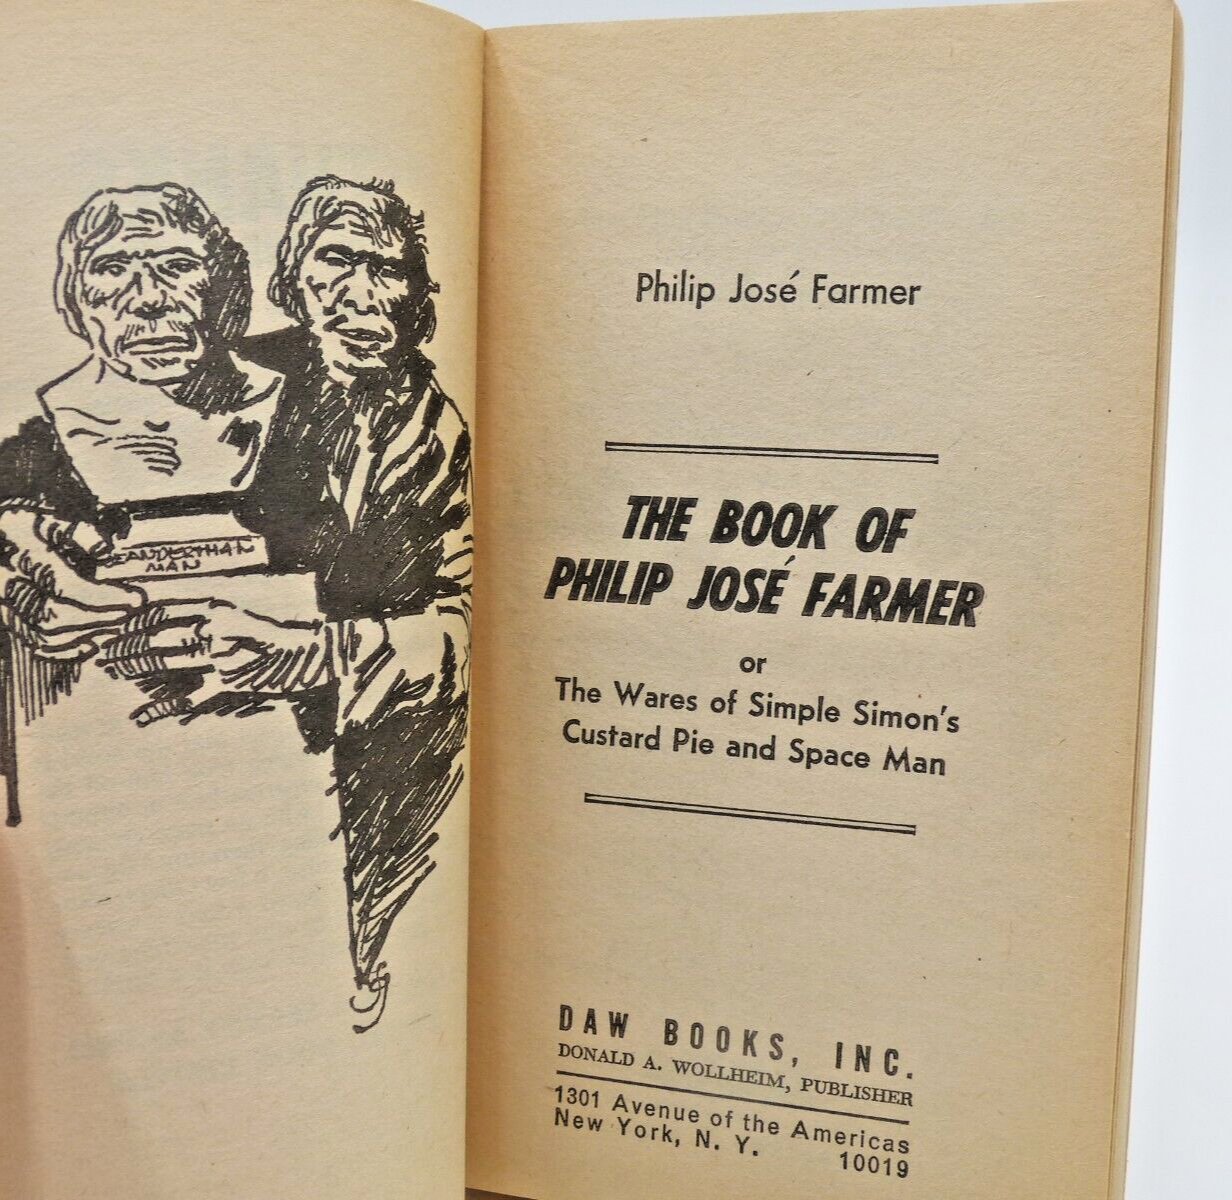 MAN
Philip José Farmer
THE BOOK OF
PHILIP JOSÉ FARMER
or
The Wares of Simple Simon's
Custard Pie and Space Man
DAW BOOKS, INC.
DONALD A. WOLLHEIM, PUBLISHER
1301 Avenue of the Americas
New York, N. Y. 10019